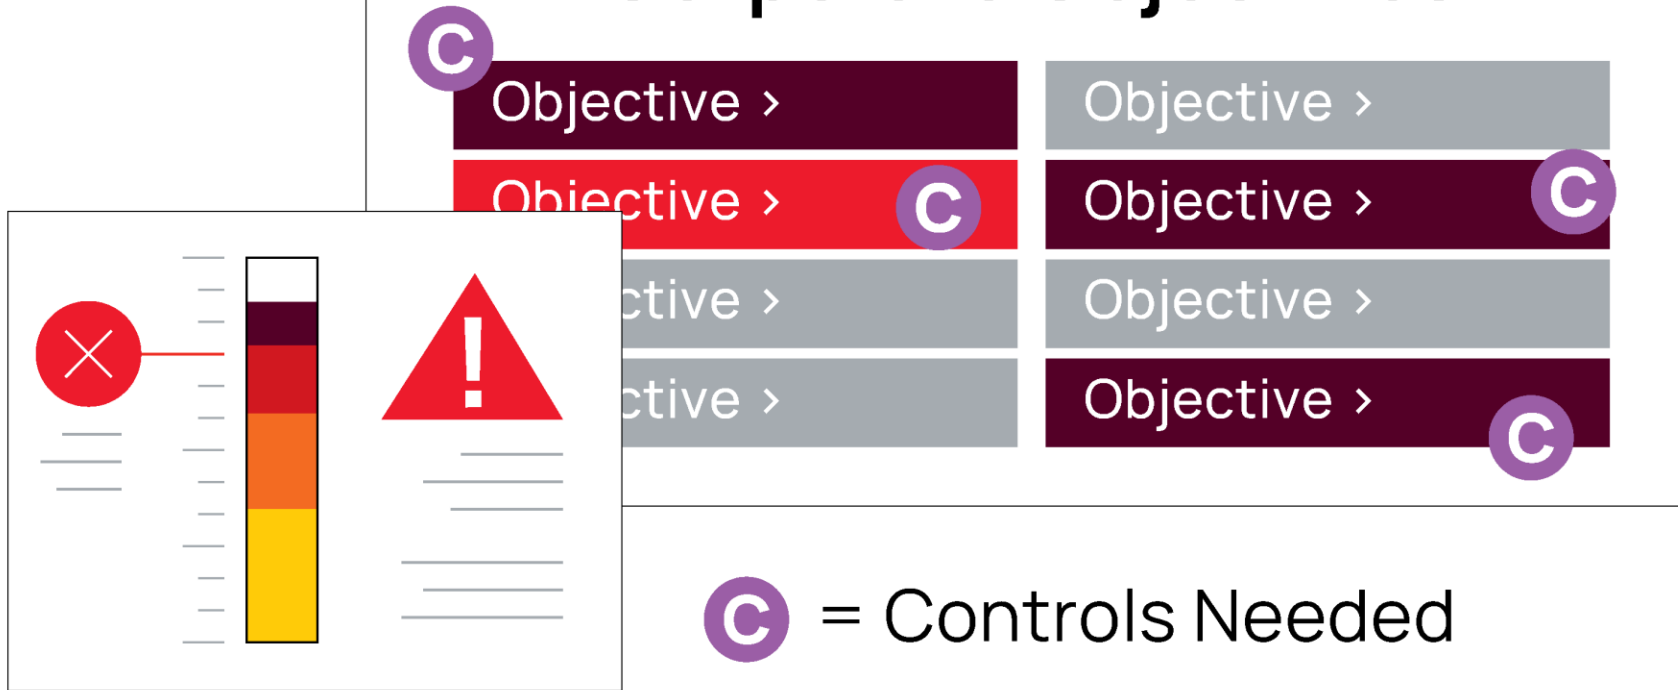 C
Objective > Objective >
Objective > C Objective > C
ctive > Objective >
ctive > Objective >
C
!
C = Controls Needed